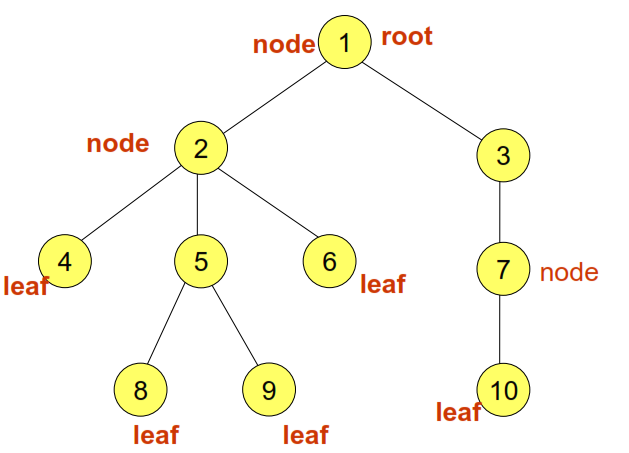 node 1 root
node 2 3
4 5 6 7 node
leaf leaf
8 9 10
leaf leaf leaf